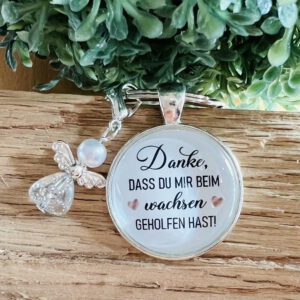 Danke,
DASS DU MIR BEIM
wachsen
GEHOLFEN HAST!